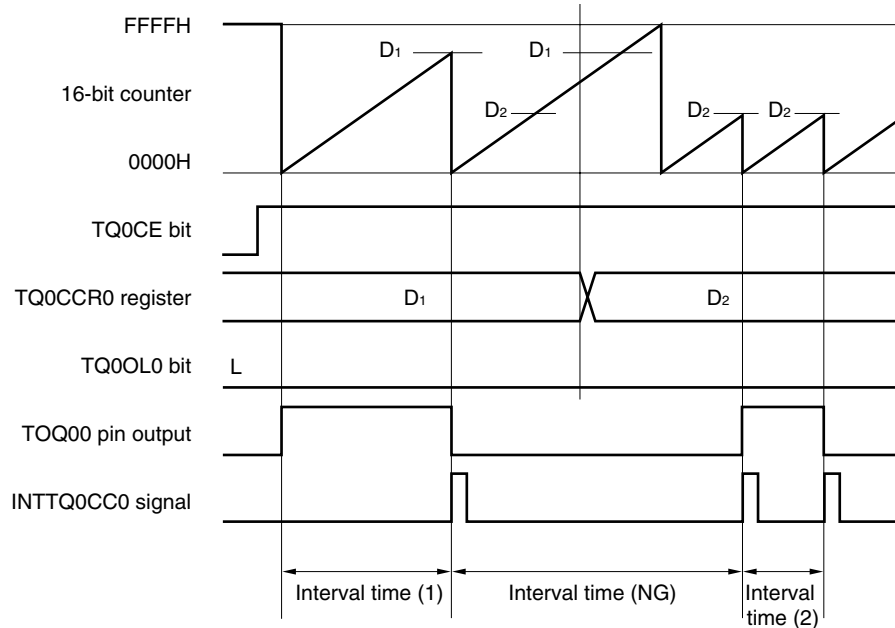 FFFFH
D1 D1
16-bit counter
D2 D2 D2
0000H
TQ0CE bit
TQ0CCR0 register D1 D2
TQ0OL0 bit L
TOQ00 pin output
INTTQ0CC0 signal
Interval time (1) Interval time (NG) Interval
time (2)